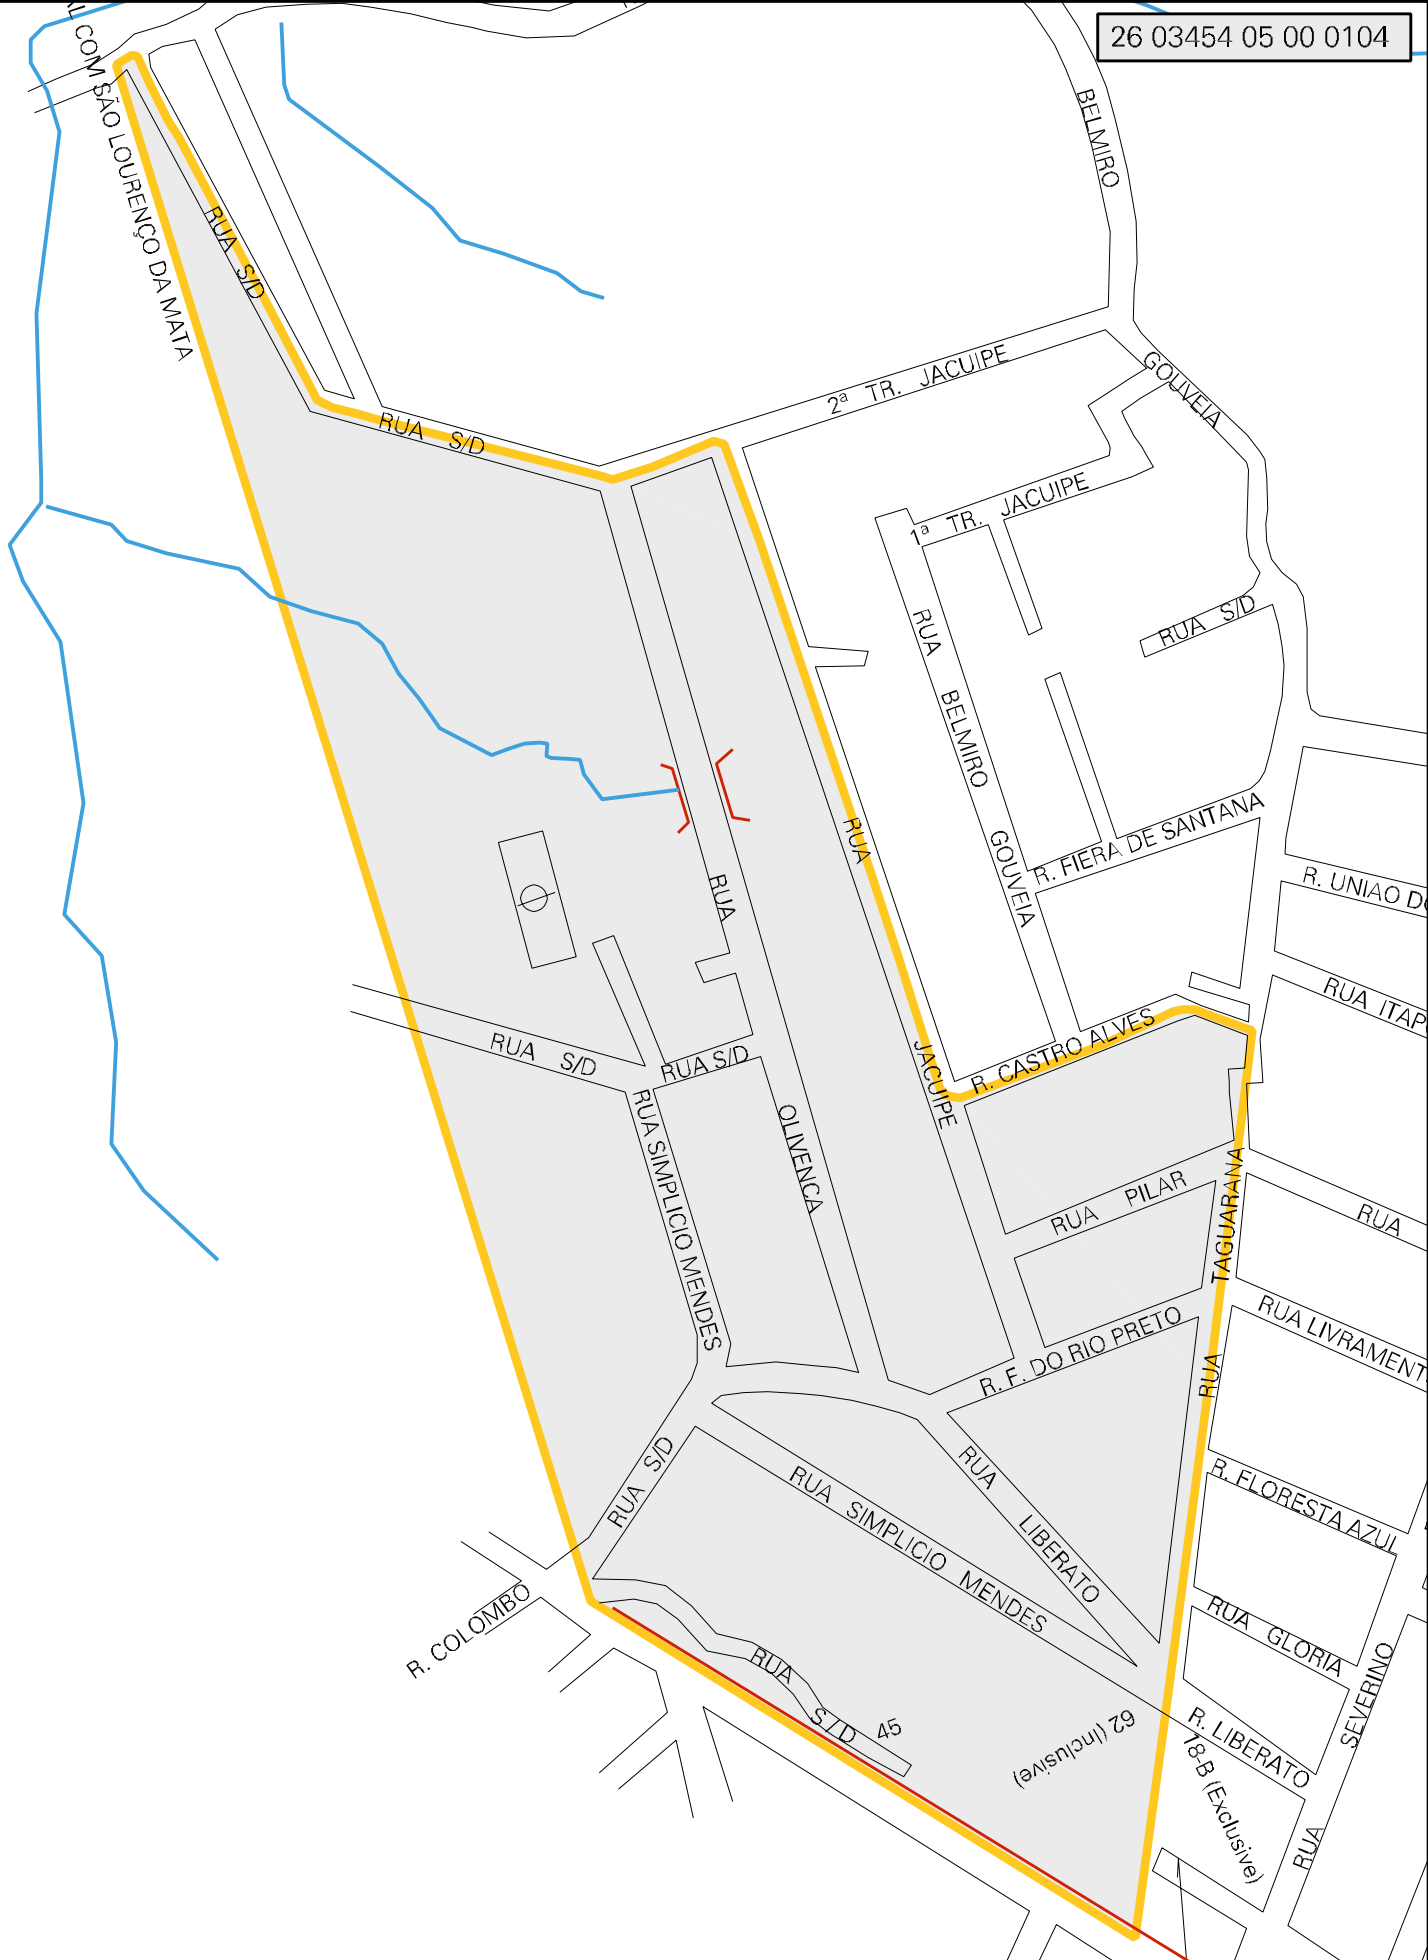 26 03454 05 00 0104
AL COM SÃO LOURENÇO DA MATA
BELMIRO
GOUVEIA
RUA S/D
RUA S/D
2ª TR. JACUIPE
1ª TR. JACUIPE
RUA S/D
RUA BELMIRO GOUVEIA
R. FIERA DE SANTANA
R. UNIAO DO
RUA ITAP
RUA JACUIPE
R. CASTRO ALVES
RUA OLIVENCA
RUA S/D
RUA S/D
RUA SIMPLICIO MENDES
RUA PILAR
RUA TAGUARANA
RUA
RUA LIVRAMENT
R. F. DO RIO PRETO
RUA S/D
RUA LIBERATO
RUA SIMPLICIO MENDES
R. FLORESTA AZUL
RUA GLORIA
R. COLOMBO
RUA S/D
45
62 (Inclusive)
R. LIBERATO
18-B (Exclusive)
RUA SEVERINO